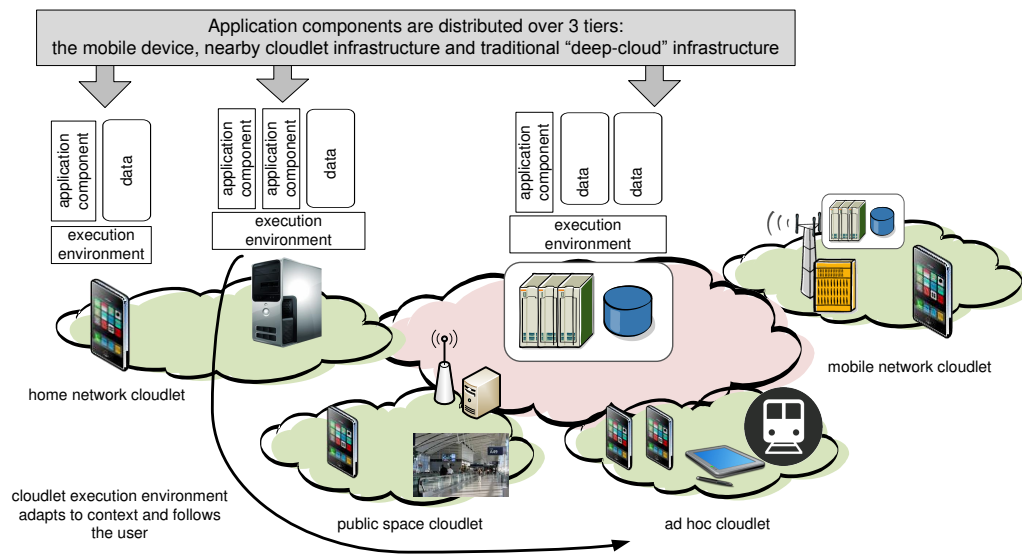 Application components are distributed over 3 tiers:
the mobile device, nearby cloudlet infrastructure and traditional “deep-cloud” infrastructure
application
component
data
execution
environment
application
component
application
component
data
execution
environment
application
component
data
data
execution
environment
home network cloudlet
mobile network cloudlet
public space cloudlet
ad hoc cloudlet
cloudlet execution environment
adapts to context and follows
the user